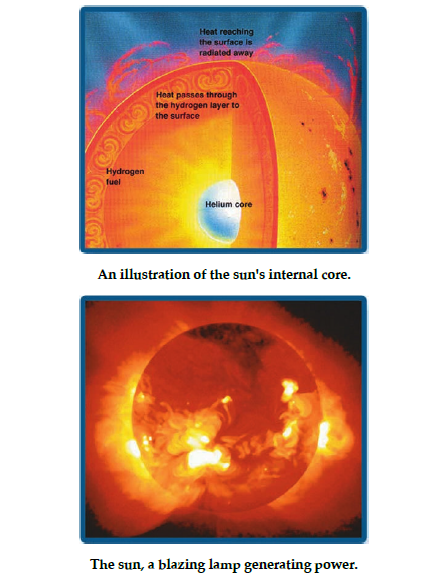 Heat reaching
the surface is
radiated away
Heat passes through
the hydrogen layer to
the surface
Hydrogen
fuel
Helium core
An illustration of the sun's internal core.
The sun, a blazing lamp generating power.